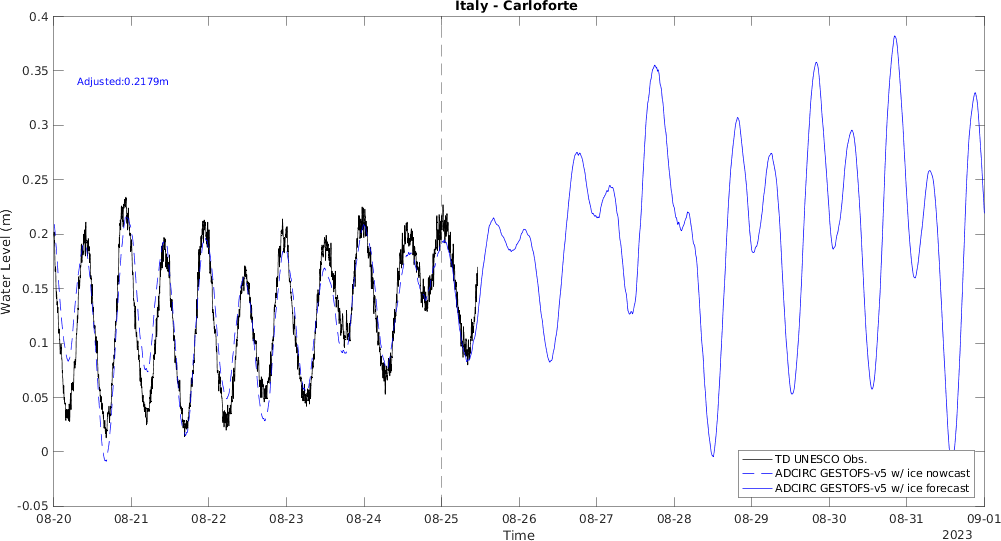 Italy - Carloforte
Adjusted:0.2179m
Water Level (m)
0.4
0.35
0.3
0.25
0.2
0.15
0.1
0.05
0
-0.05
08-20 08-21 08-22 08-23 08-24 08-25 08-26 08-27 08-28 08-29 08-30 08-31 09-01
Time
2023
TD UNESCO Obs.
ADCIRC GESTOFS-v5 w/ ice nowcast
ADCIRC GESTOFS-v5 w/ ice forecast